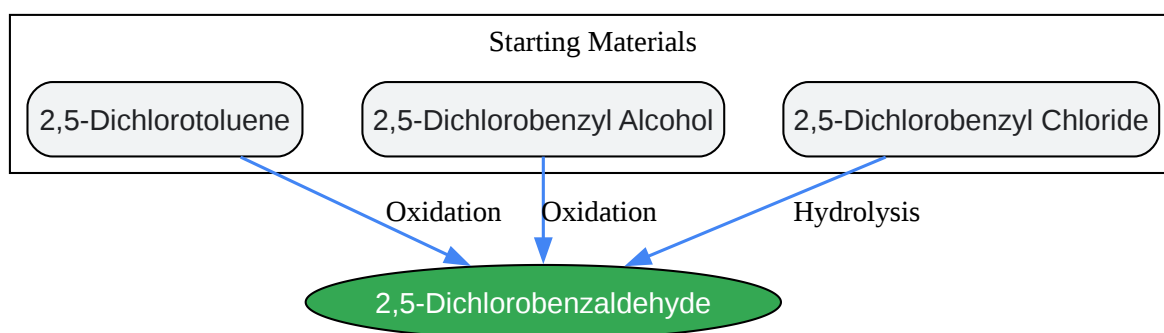 Starting Materials
2,5-Dichlorotoluene
2,5-Dichlorobenzyl Alcohol
2,5-Dichlorobenzyl Chloride
Oxidation
Oxidation
Hydrolysis
2,5-Dichlorobenzaldehyde